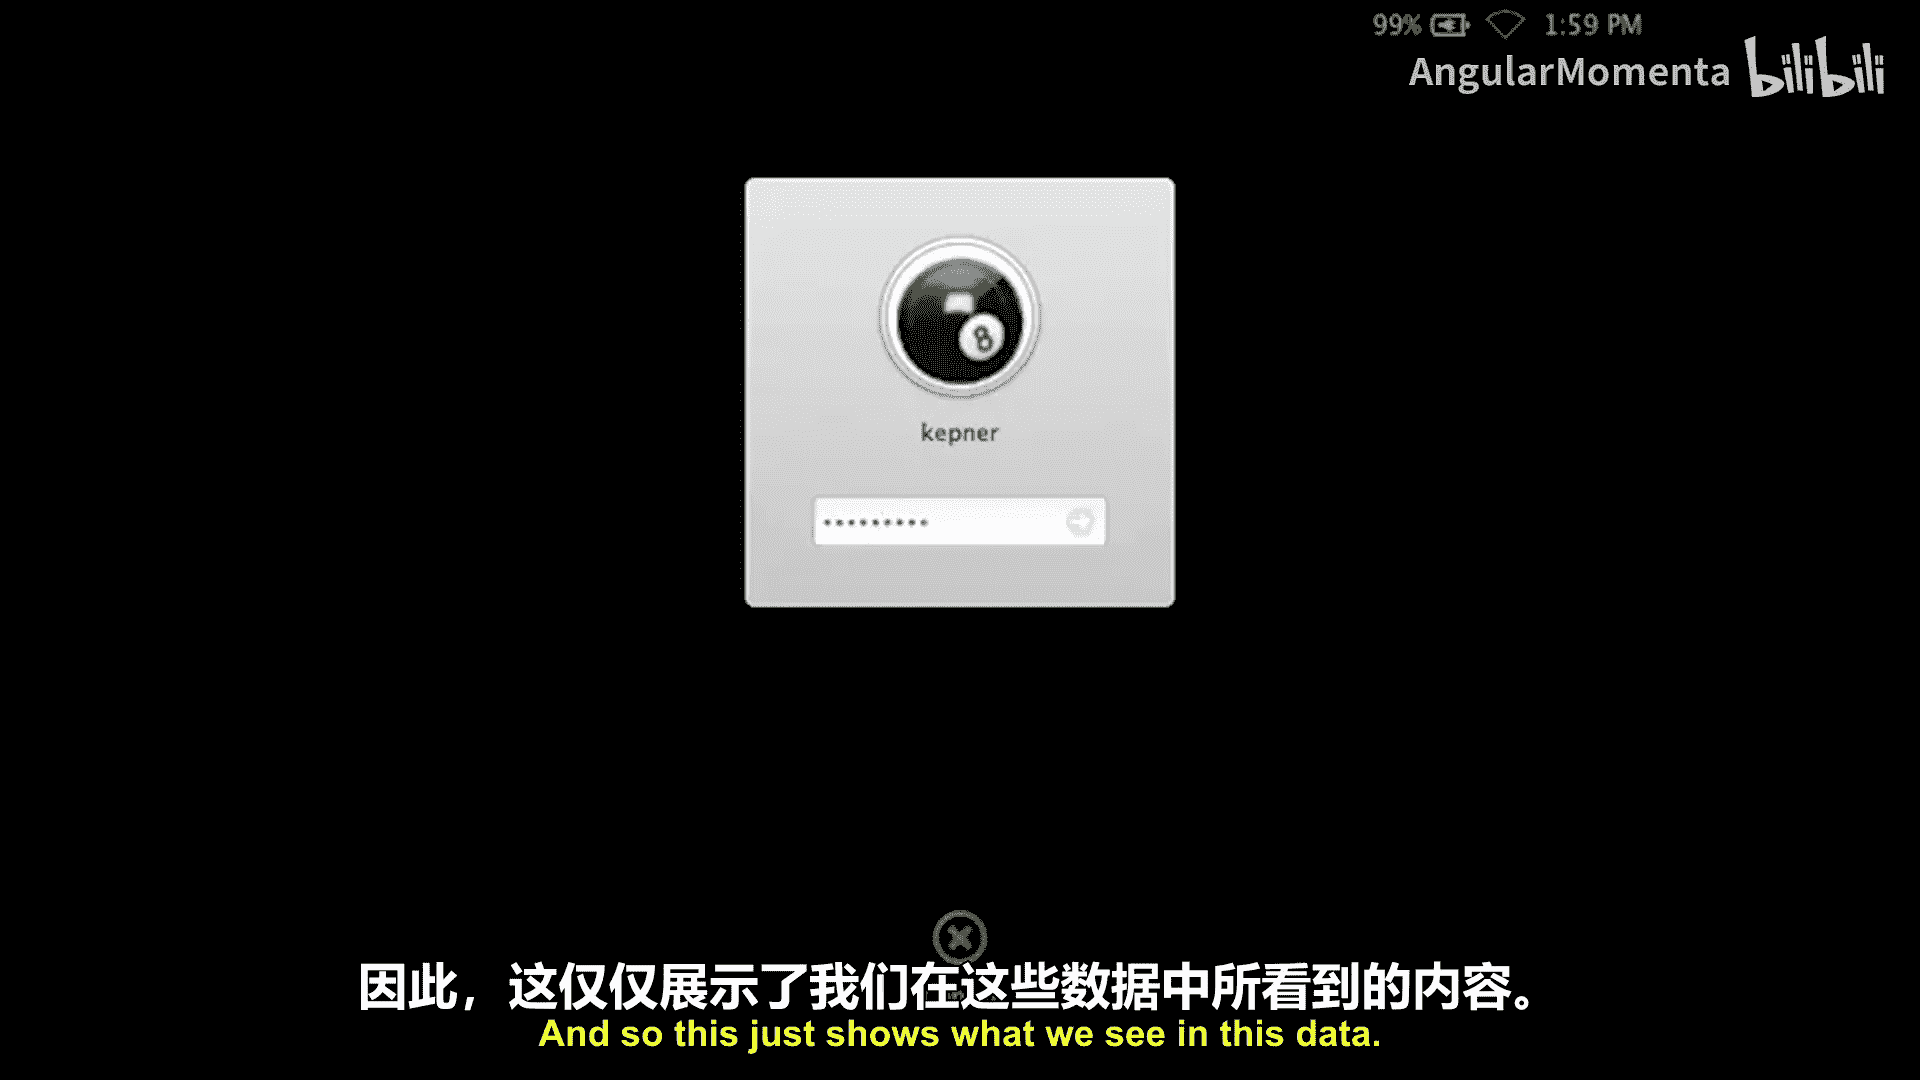 99% 1:59 PM
AngularMomenta bilibili
8
kepner
因此，这仅仅展示了我们在这些数据中所看到的内容。
And so this just shows what we see in this data.